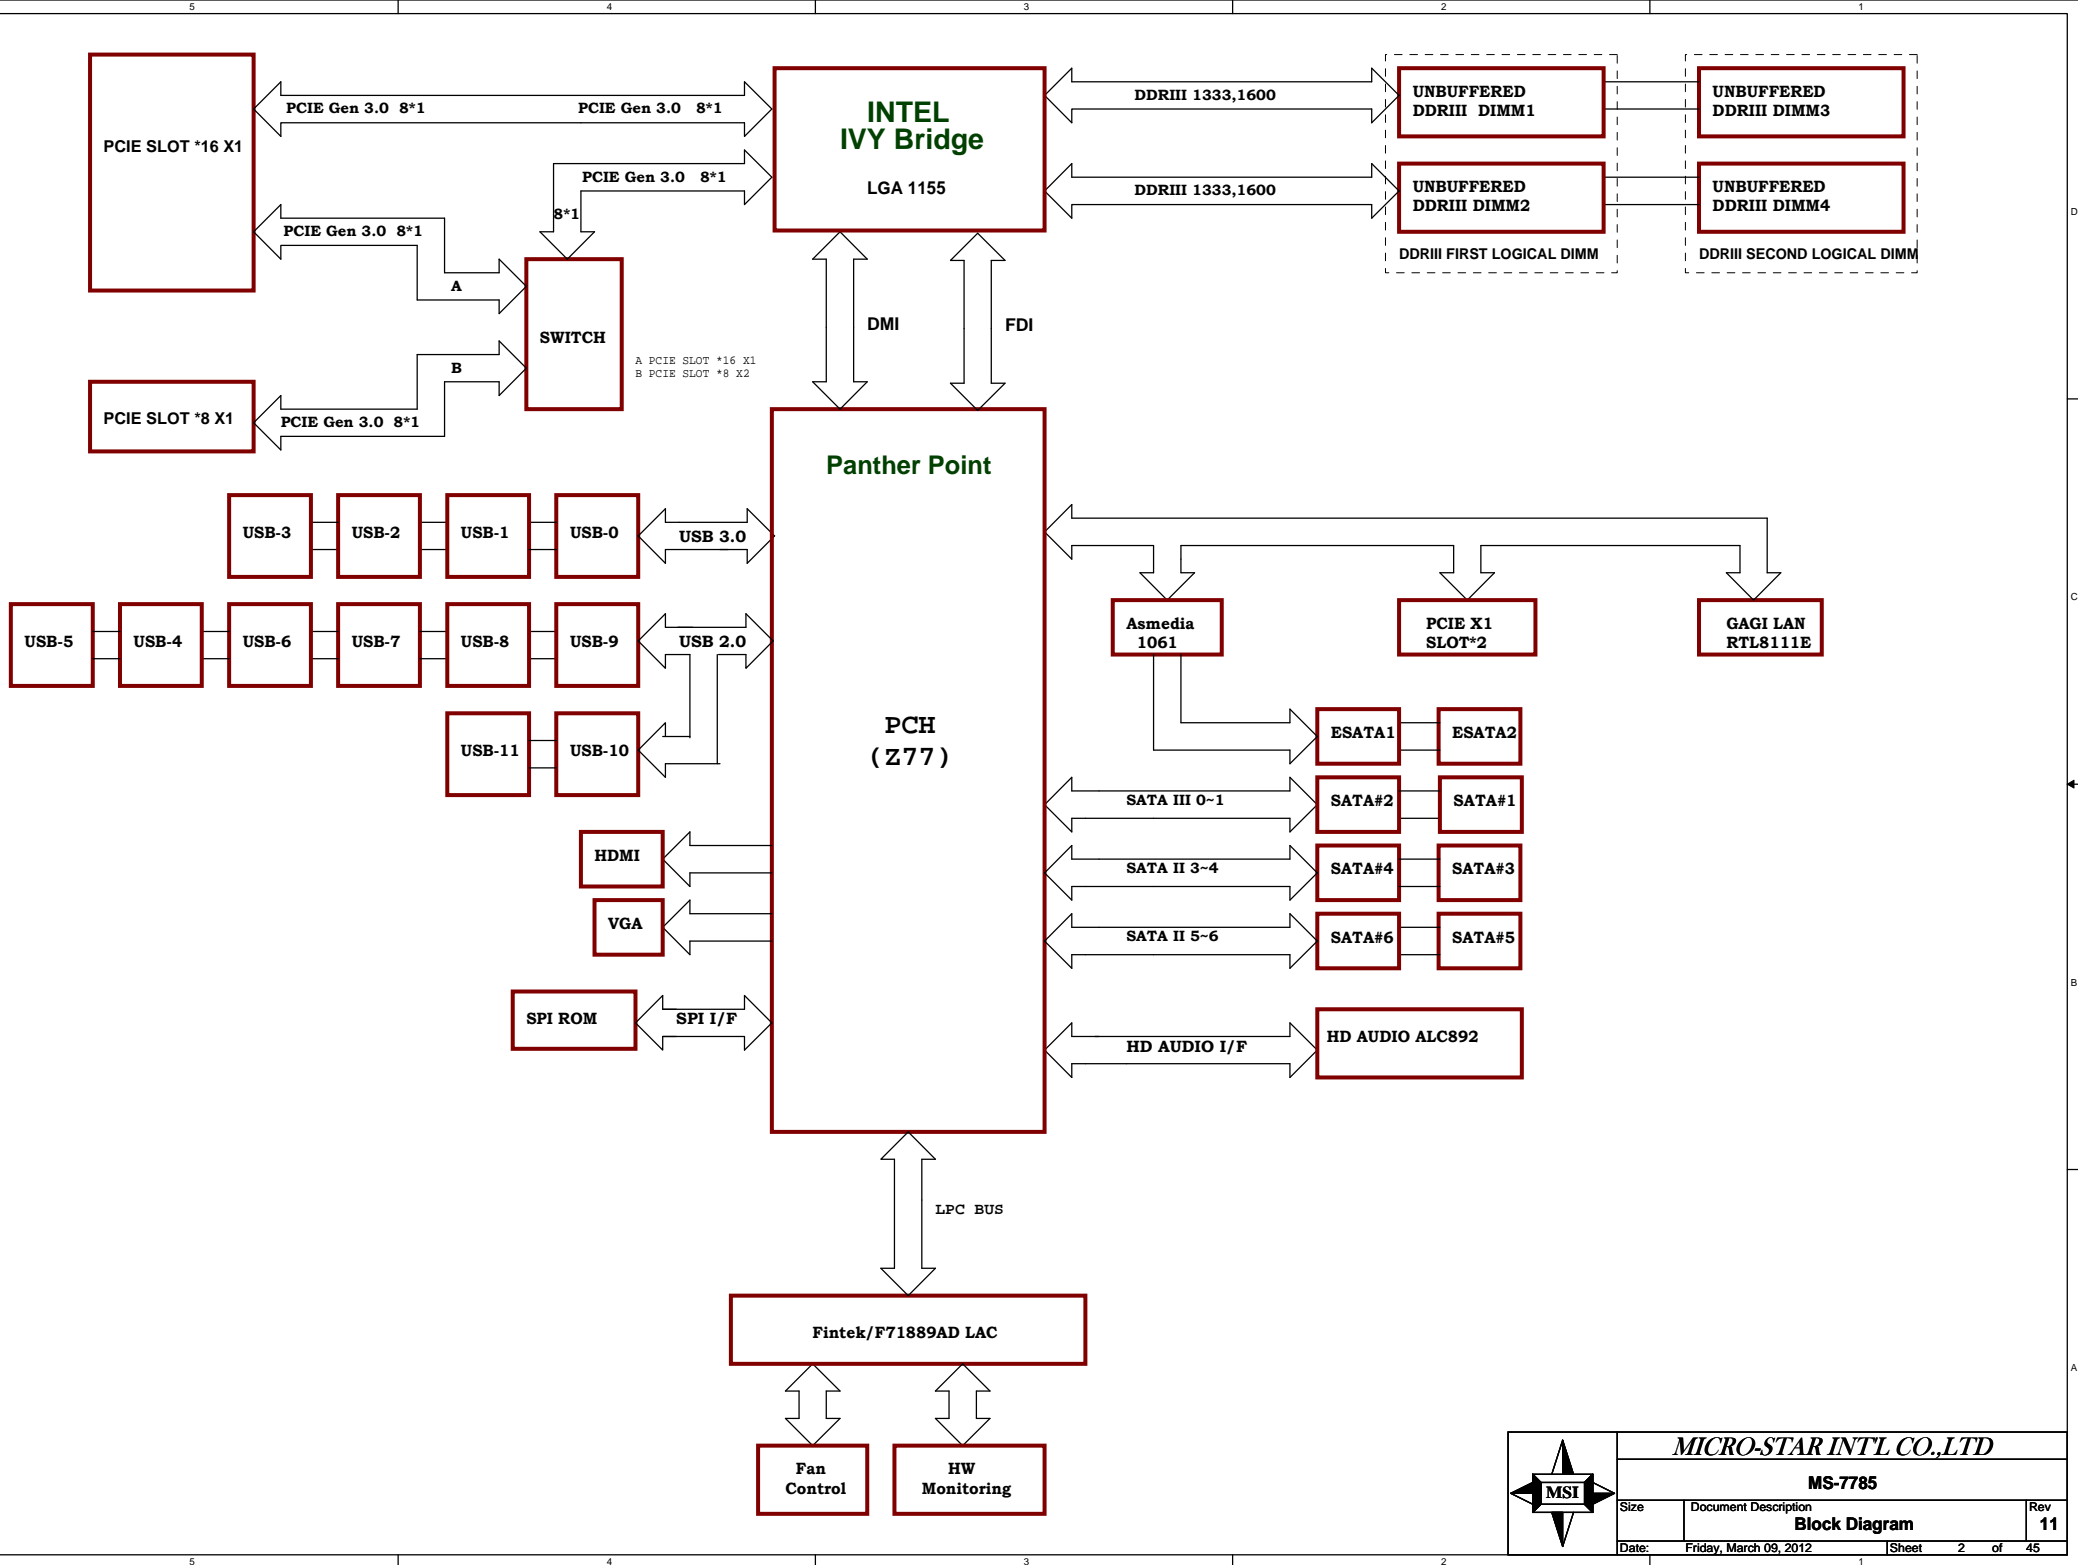 5
4
3
2
1
PCIE SLOT *16 X1
PCIE Gen 3.0  8*1
PCIE Gen 3.0   8*1
INTEL
IVY Bridge
LGA 1155
PCIE Gen 3.0   8*1
8*1
PCIE Gen 3.0  8*1
A
SWITCH
A PCIE SLOT *16 X1
B PCIE SLOT *8 X2
B
PCIE SLOT *8 X1
PCIE Gen 3.0  8*1
DDRIII 1333,1600
UNBUFFERED
DDRIII  DIMM1
UNBUFFERED
DDRIII DIMM3
DDRIII 1333,1600
UNBUFFERED
DDRIII DIMM2
UNBUFFERED
DDRIII DIMM4
DDRIII FIRST LOGICAL DIMM
DDRIII SECOND LOGICAL DIMM
D
DMI
FDI
Panther Point
PCH
(Z77)
USB-3
USB-2
USB-1
USB-0
USB 3.0
USB-5
USB-4
USB-6
USB-7
USB-8
USB-9
USB 2.0
USB-11
USB-10
HDMI
VGA
SPI ROM
SPI I/F
Asmedia
1061
PCIE X1
SLOT*2
GAGI LAN
RTL8111E
C
ESATA1
ESATA2
SATA III 0~1
SATA#2
SATA#1
SATA II 3~4
SATA#4
SATA#3
SATA II 5~6
SATA#6
SATA#5
B
HD AUDIO I/F
HD AUDIO ALC892
LPC BUS
Fintek/F71889AD LAC
Fan
Control
HW
Monitoring
A
MSI
MICRO-STAR INT'L CO.,LTD
MS-7785
Size
Document Description
Rev
Block Diagram
11
Date:
Friday, March 09, 2012
Sheet
2
of
45
5
4
3
2
1